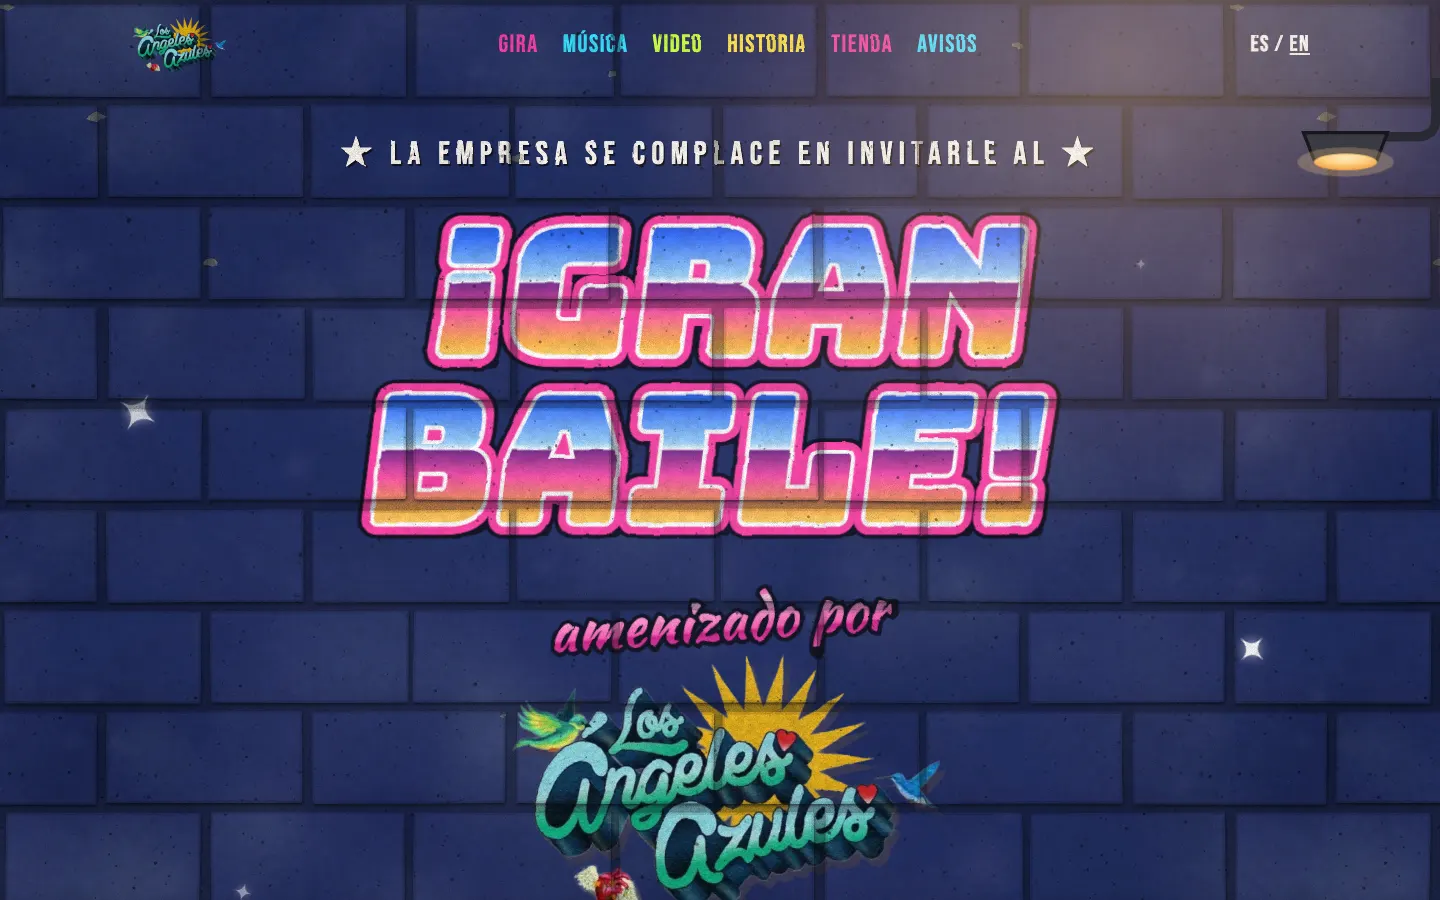 Los Ángeles Azules
GIRA MÚSICA VIDEO HISTORIA TIENDA AVISOS
ES / EN
★ LA EMPRESA SE COMPLACE EN INVITARLE AL ★
¡GRAN
BAILE!
amenizado por
Los
Ángeles
Azules